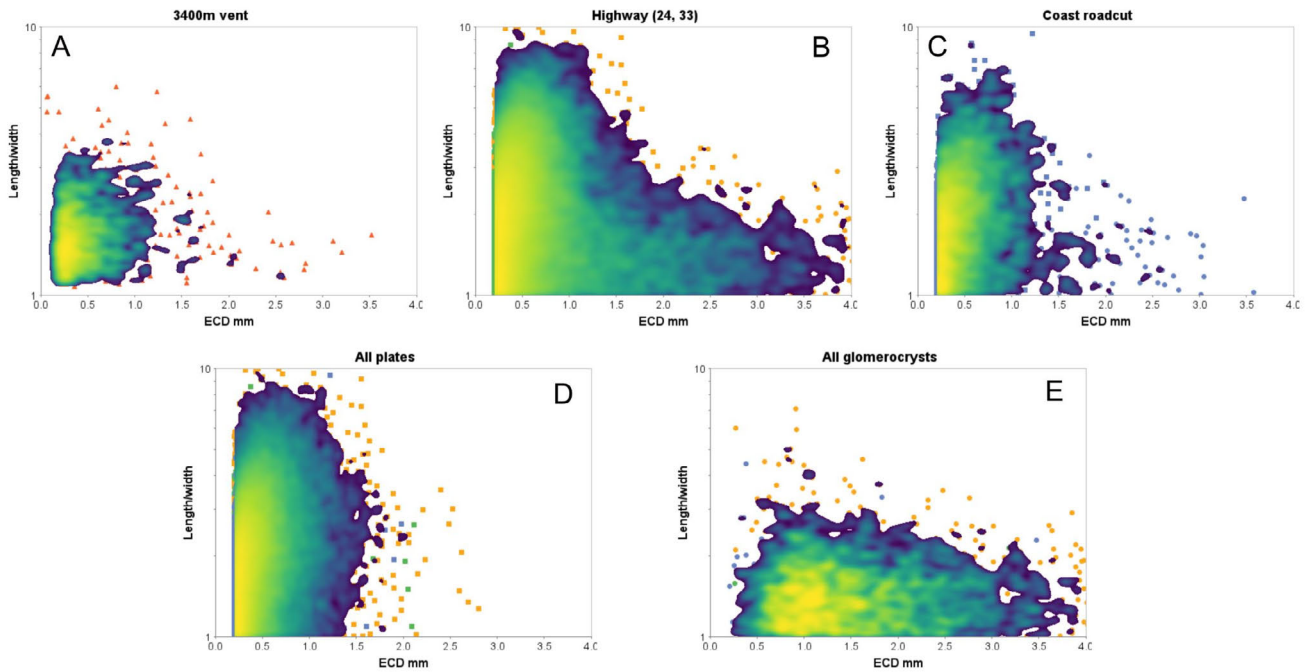 3400m vent
A
10
Length/width
1
0.0 0.5 1.0 1.5 2.0 2.5 3.0 3.5 4.0
ECD mm
Highway (24, 33)
B
10
Length/width
1
0.0 0.5 1.0 1.5 2.0 2.5 3.0 3.5 4.0
ECD mm
Coast roadcut
C
10
Length/width
1
0.0 0.5 1.0 1.5 2.0 2.5 3.0 3.5 4.0
ECD mm
All plates
D
10
Length/width
1
0.0 0.5 1.0 1.5 2.0 2.5 3.0 3.5 4.0
ECD mm
All glomerocrysts
E
10
Length/width
1
0.0 0.5 1.0 1.5 2.0 2.5 3.0 3.5 4.0
ECD mm